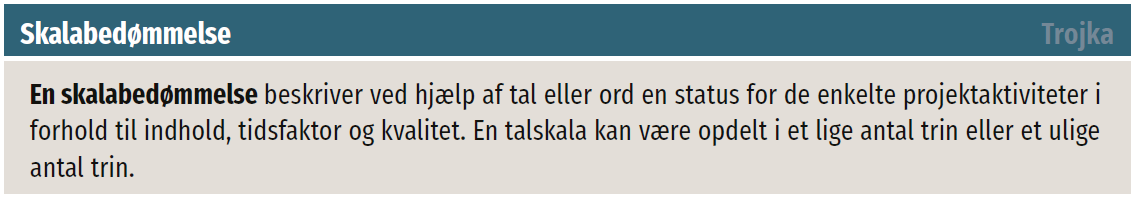 Skalabedømmelse Trojka
En skalabedømmelse beskriver ved hjælp af tal eller ord en status for de enkelte projektaktiviteter i
forhold til indhold, tidsfaktor og kvalitet. En talskala kan være opdelt i et lige antal trin eller et ulige
antal trin.